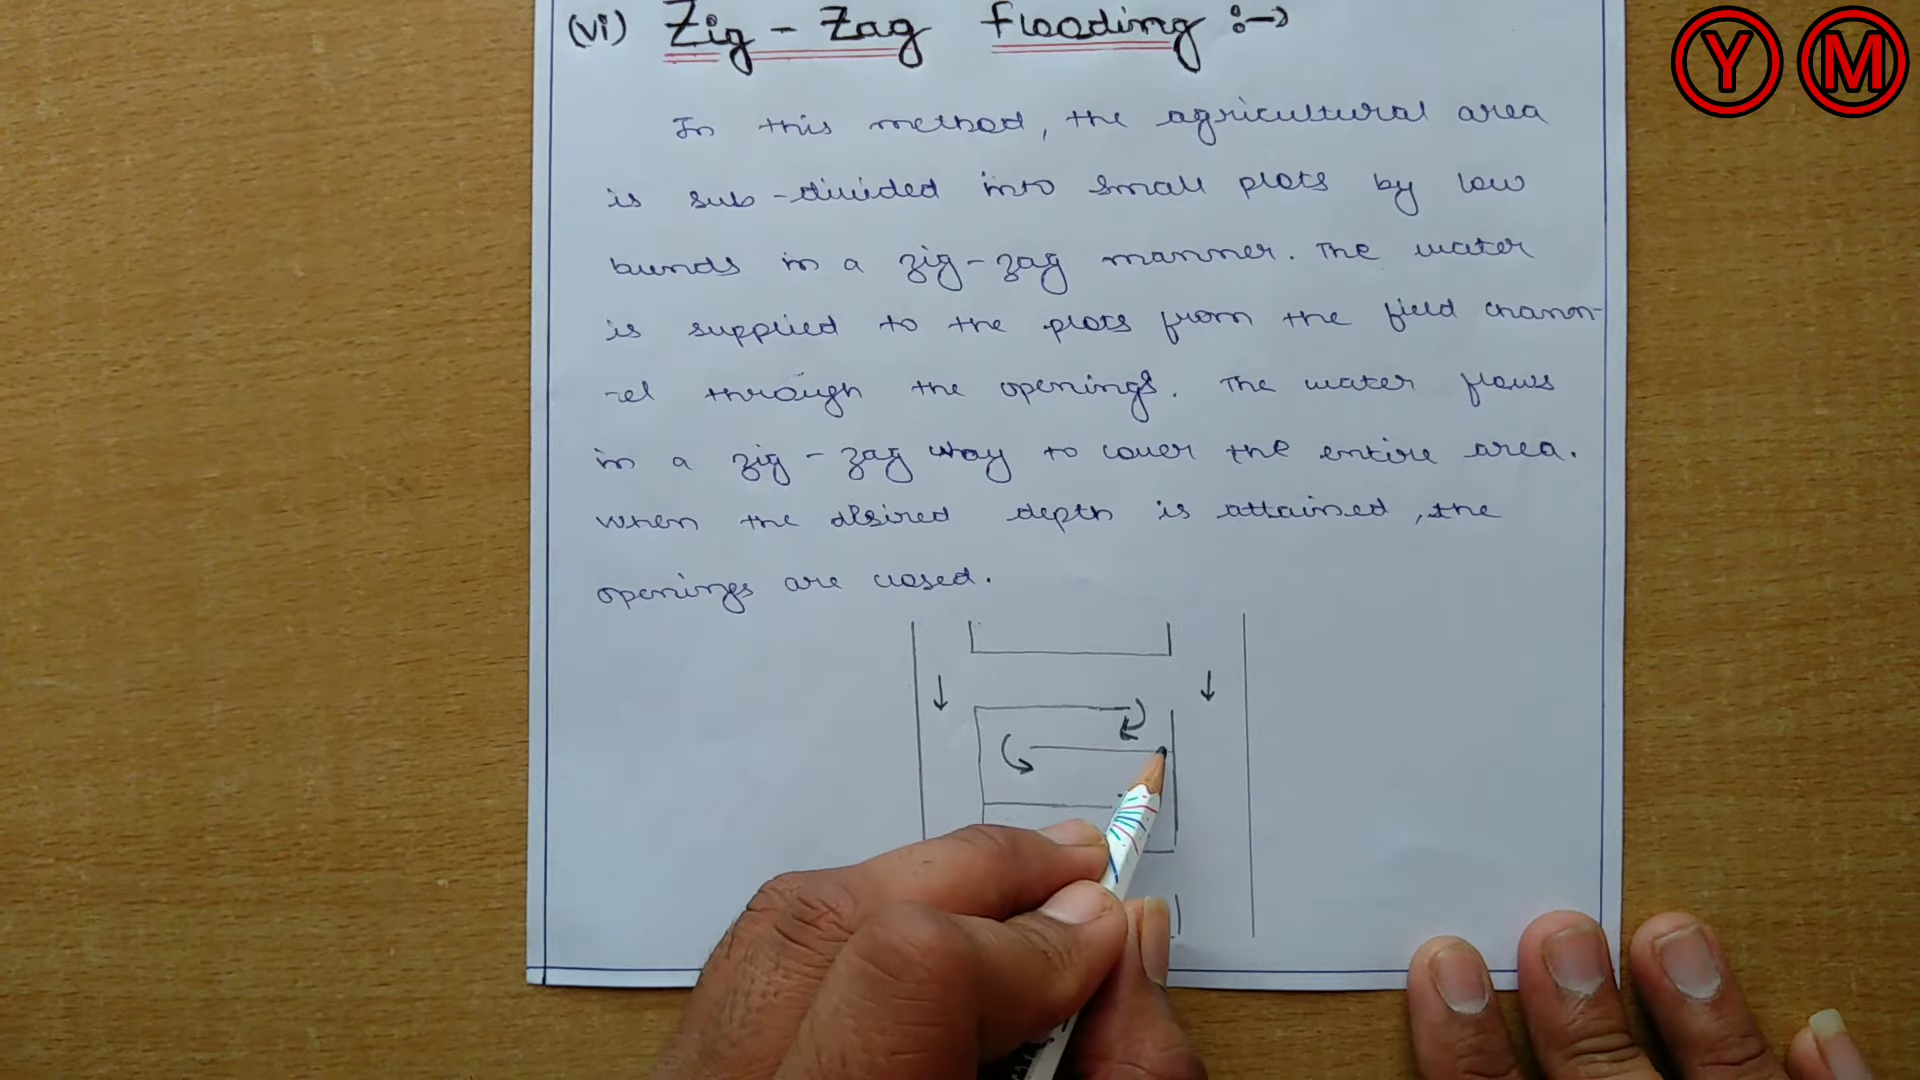 (vi) Zig - Zag flooding :→
Y M
In this method, the agricultural area
is sub-divided into small plots by low
bunds in a zig-zag manner. The water
is supplied to the plots from the field chann-
-el through the openings. The water flows
in a zig - zag way to cover the entire area.
When the desired depth is attained, the
openings are closed.